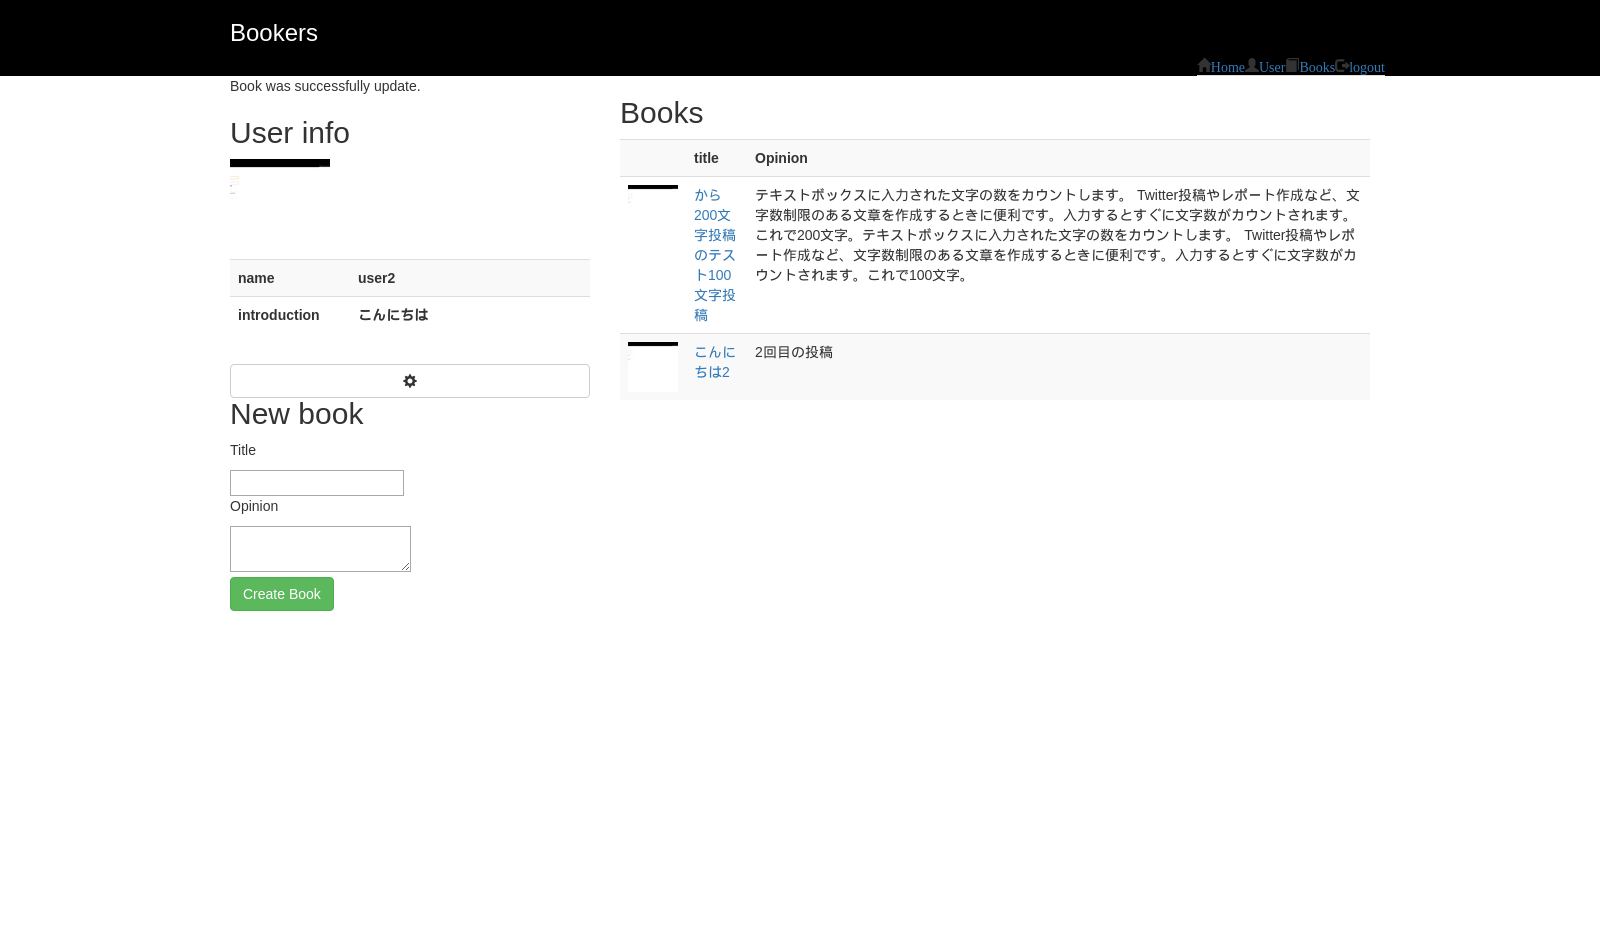 Bookers
Home User Books logout
Book was successfully update.
User info
name user2
introduction こんにちは
New book
Title
Opinion
Create Book
Books
title Opinion
から
200文
字投稿
のテス
ト100
文字投
稿
テキストボックスに入力された文字の数をカウントします。 Twitter投稿やレポート作成など、文
字数制限のある文章を作成するときに便利です。入力するとすぐに文字数がカウントされます。
これで200文字。テキストボックスに入力された文字の数をカウントします。 Twitter投稿やレポ
ート作成など、文字数制限のある文章を作成するときに便利です。入力するとすぐに文字数がカ
ウントされます。これで100文字。
こんに
ちは2
2回目の投稿